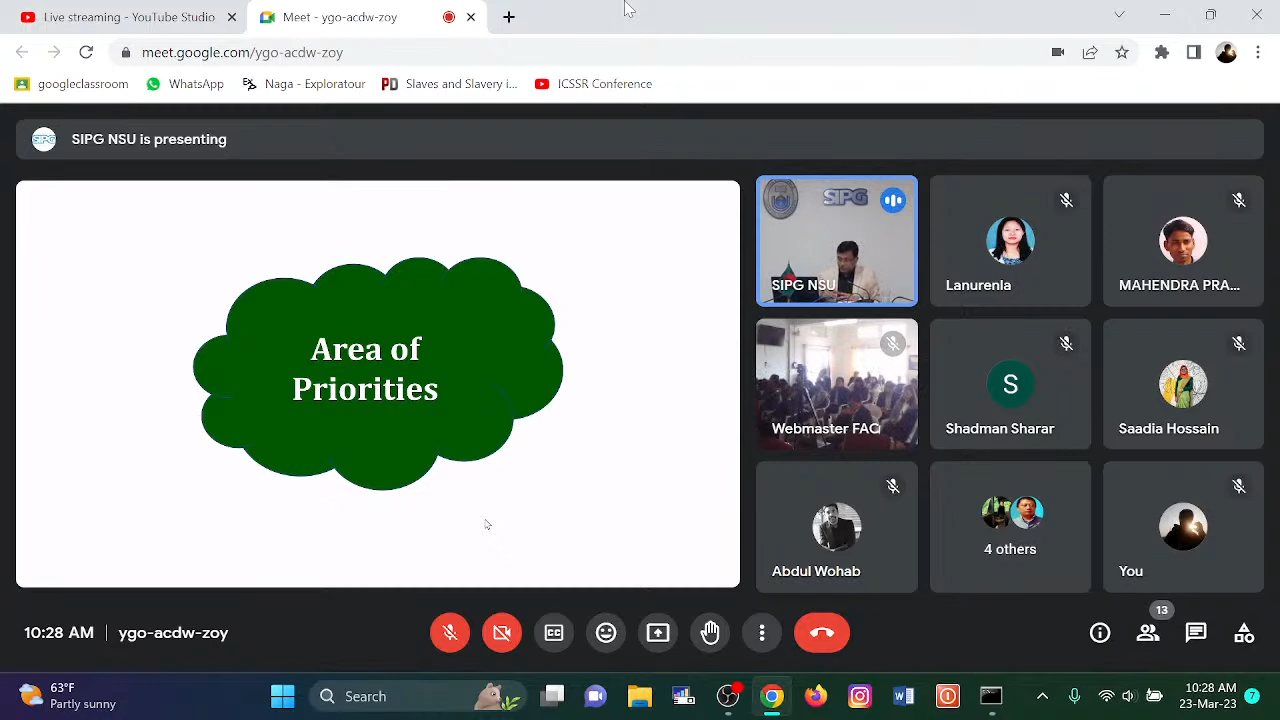 Live streaming - YouTube Studio
Meet - ygo-acdw-zoy
meet.google.com/ygo-acdw-zoy
googleclassroom
WhatsApp
Naga - Exploratour
PD Slaves and Slavery i...
ICSSR Conference
SIPG NSU is presenting
Area of
Priorities
SIPG
SIPG NSU
Lanurenla
MAHENDRA PRA...
Webmaster FAC
S
Shadman Sharar
Saadia Hossain
Abdul Wohab
4 others
You
10:28 AM | ygo-acdw-zoy
13
63°F
Partly sunny
Search
10:28 AM
23-Mar-23
7